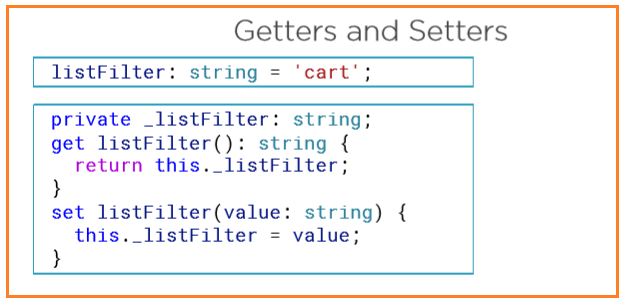 Getters and Setters
listFilter: string = 'cart';
private _listFilter: string;
get listFilter(): string {
return this._listFilter;
}
set listFilter(value: string) {
this._listFilter = value;
}